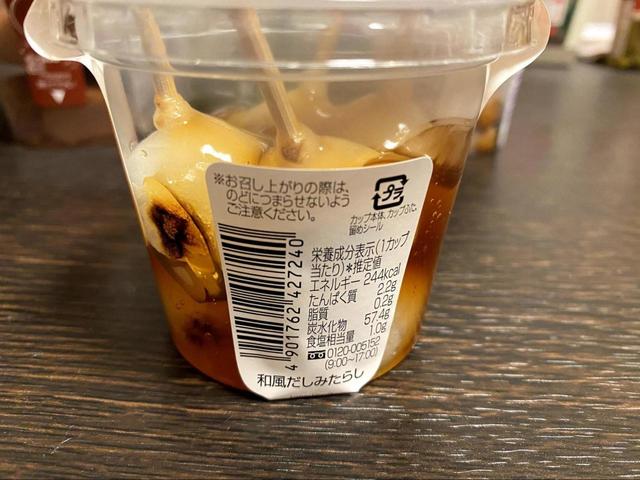 ※お召し上がりの際は、
のどにつまらせないよう
ご注意ください。
プラ
カップ本体、カップふた、
留めシール
栄養成分表示(1カップ
当たり)*推定値
エネルギー 244kcal
たんぱく質 2.2g
脂質 0.2g
炭水化物 57.4g
食塩相当量 1.0g
0120-005152
(9:00~17:00)
4 901762 427240
和風だしみたらし